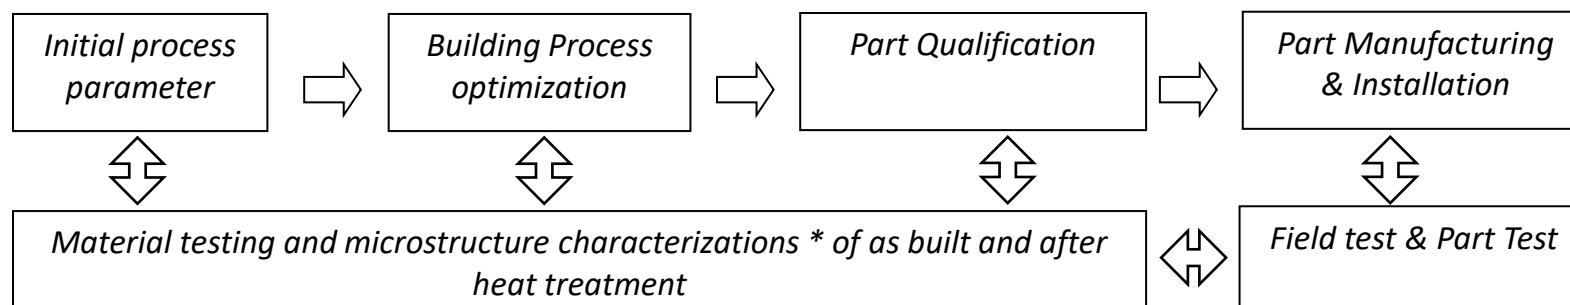 Initial process
parameter
Building Process
optimization
Part Qualification
Part Manufacturing
& Installation
Material testing and microstructure characterizations * of as built and after
heat treatment
Field test & Part Test